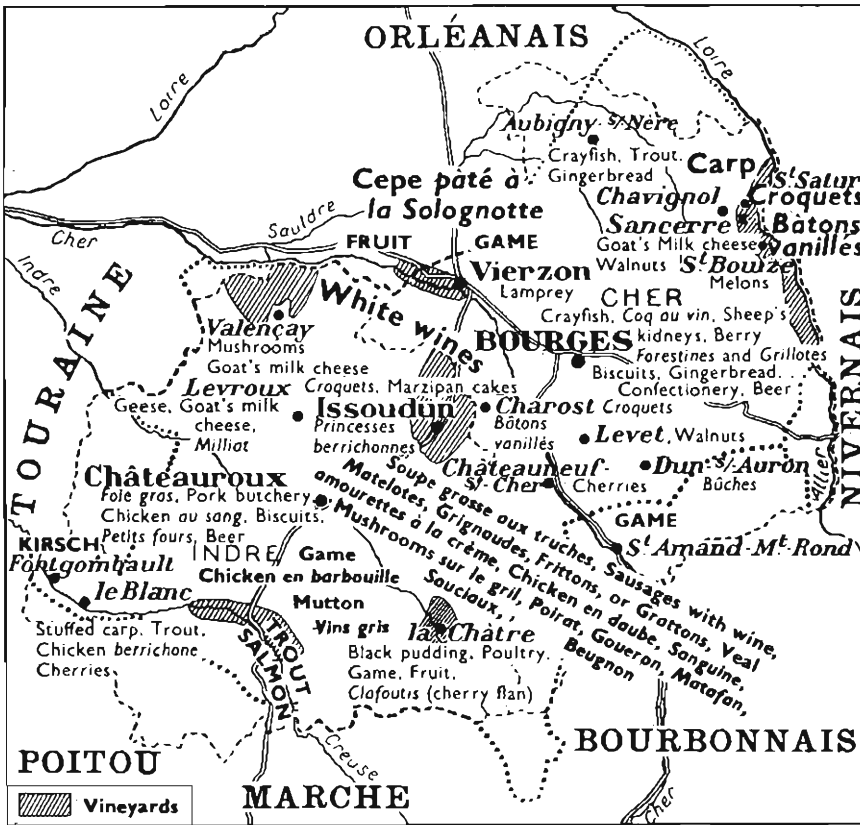 ORLÉANAIS
Loire
Loire
Aubigny s/Nère
Crayfish, Trout.
Gingerbread
Carp
St Satur
Croquets
Chavignol
Sancerre
Bâtons
vanillés
Goat's Milk cheese
Walnuts
St Bouize
Melons
Cepe pâté à
la Solognotte
Sauldre
Cher
Indre
FRUIT
GAME
Vierzon
Lamprey
CHER
Crayfish, Coq au vin, Sheep's
kidneys, Berry
BOURGES
Forestines and Grillotes
Biscuits, Gingerbread...
Confectionery, Beer
NIVERNAIS
TOURAINE
White wines
Valençay
Mushrooms
Goat's milk cheese
Levroux
Geese, Goat's milk
cheese,
Milliat
Croquets, Marzipan cakes
Issoudun
Princesses
berrichonnes
Charost
Croquets
Bâtons
vanillés
Levet, Walnuts
Châteauneuf-
s/-Cher
Cherries
Dun-s/-Auron
Bûches
Allier
GAME
St Amand-Mt Rond
Châteauroux
Foie gras, Pork butchery
Chicken au sang, Biscuits,
Petits fours, Beer
Soupe grasse aux truches, Sausages with wine,
Matelotes, Grignaudes, Frittons, or Grattons, Veal
amourettes à la crème, Chicken en daube, Sanguine,
Mushrooms sur le gril, Poirat, Goueron, Matafan,
Sauciaux,
Beugnon
KIRSCH
Fontgombault
le Blanc
INDRE
Game
Chicken en barbouille
Mutton
Vins gris
Stuffed carp. Trout,
Chicken berrichone
Cherries
TROUT
SALMON
la Châtre
Black pudding, Poultry,
Game, Fruit,
Clafoutis (cherry flan)
Creuse
POITOU
MARCHE
BOURBONNAIS
Cher
Vineyards